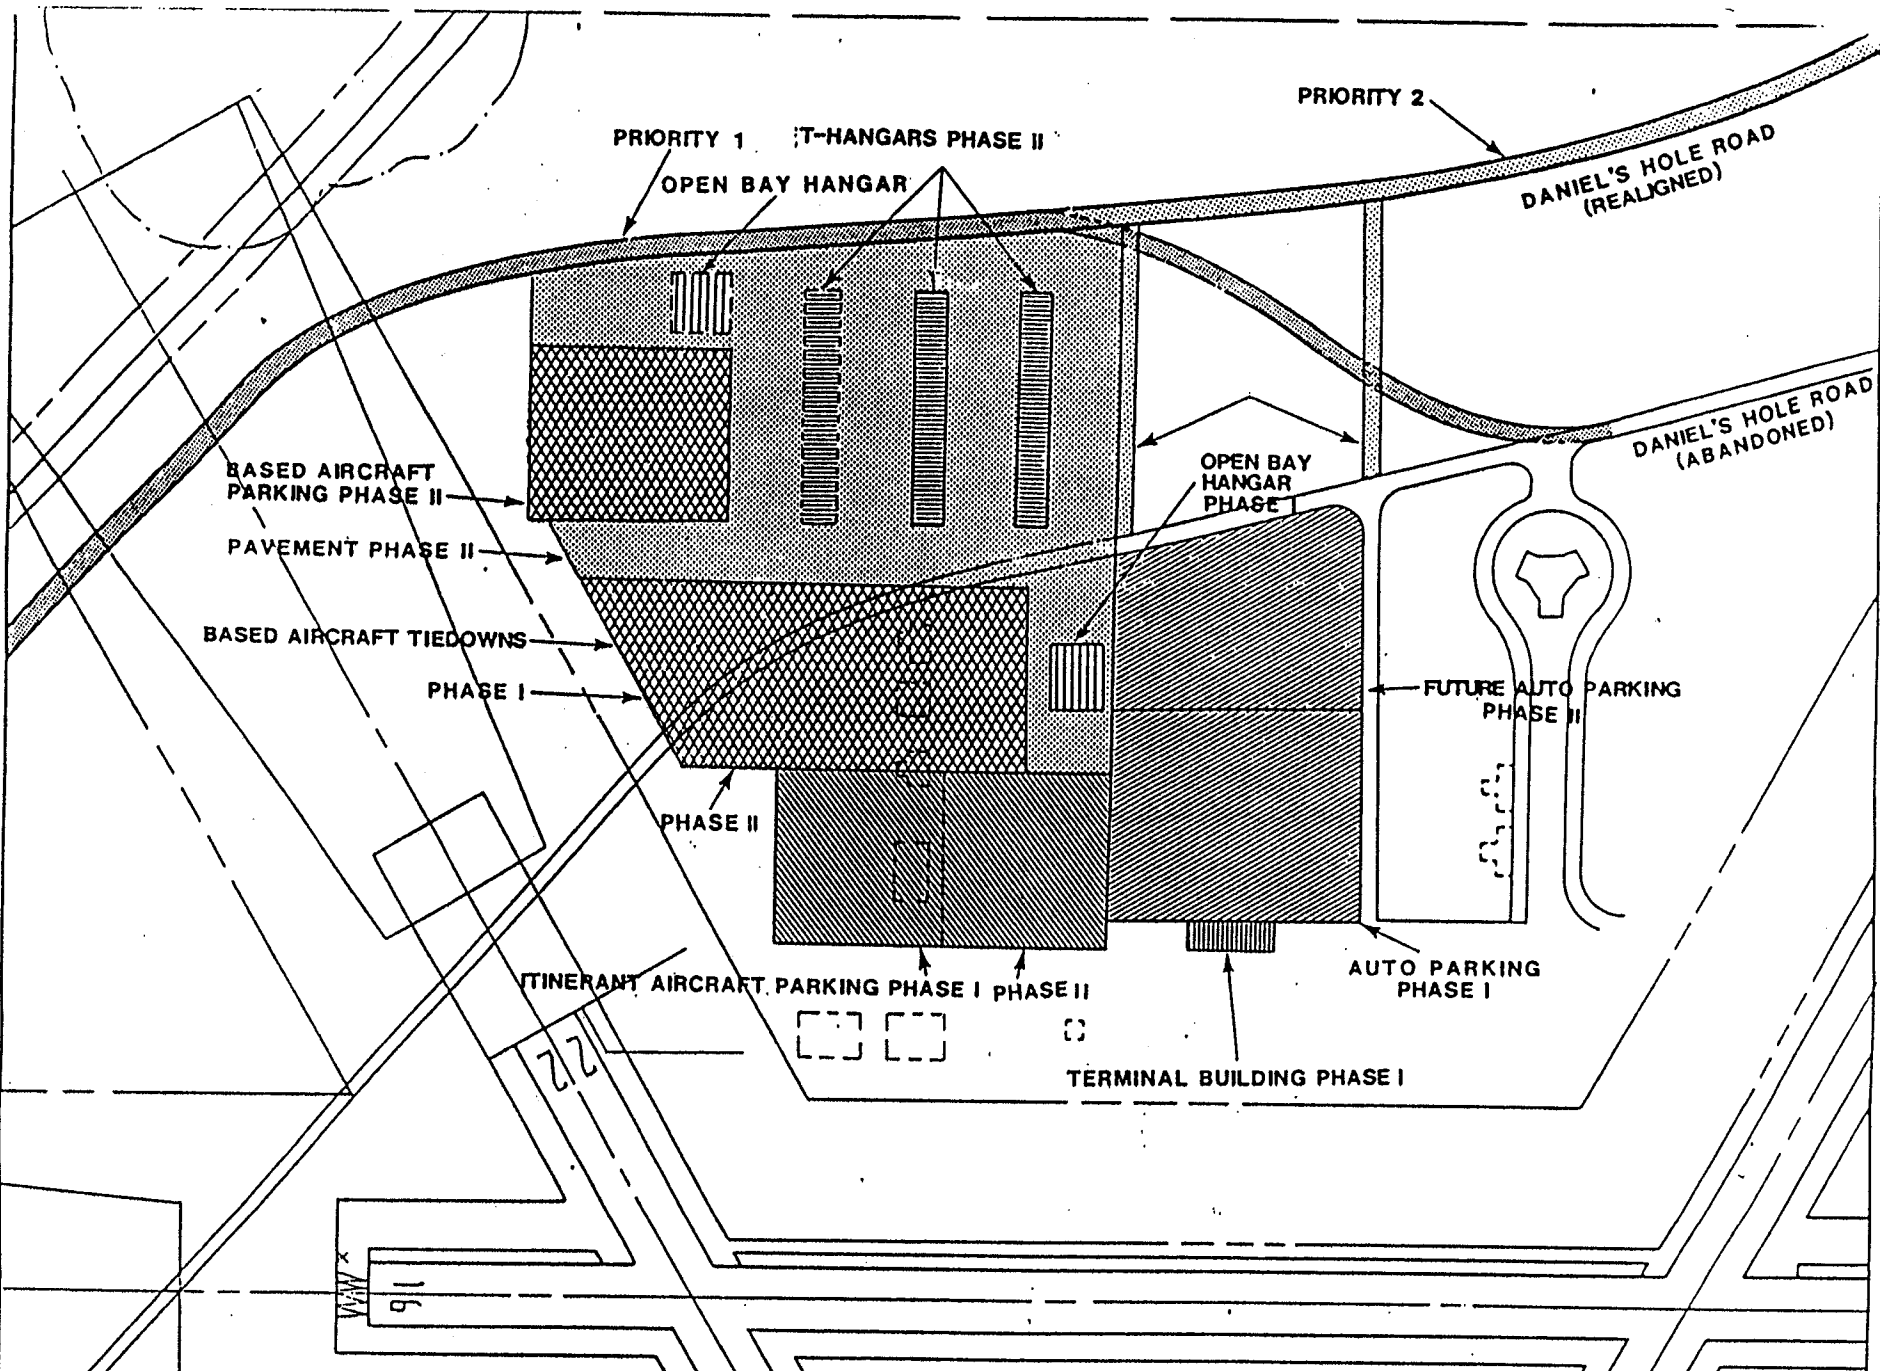 PRIORITY 2
PRIORITY 1
T-HANGARS PHASE II
OPEN BAY HANGAR
DANIEL'S HOLE ROAD
(REALIGNED)
DANIEL'S HOLE ROAD
(ABANDONED)
BASED AIRCRAFT
PARKING PHASE II
OPEN BAY
HANGAR
PHASE
PAVEMENT PHASE II
BASED AIRCRAFT TIEDOWNS
PHASE I
FUTURE AUTO PARKING
PHASE II
PHASE II
ITINERANT AIRCRAFT PARKING PHASE I
PHASE II
AUTO PARKING
PHASE I
TERMINAL BUILDING PHASE I
22
16